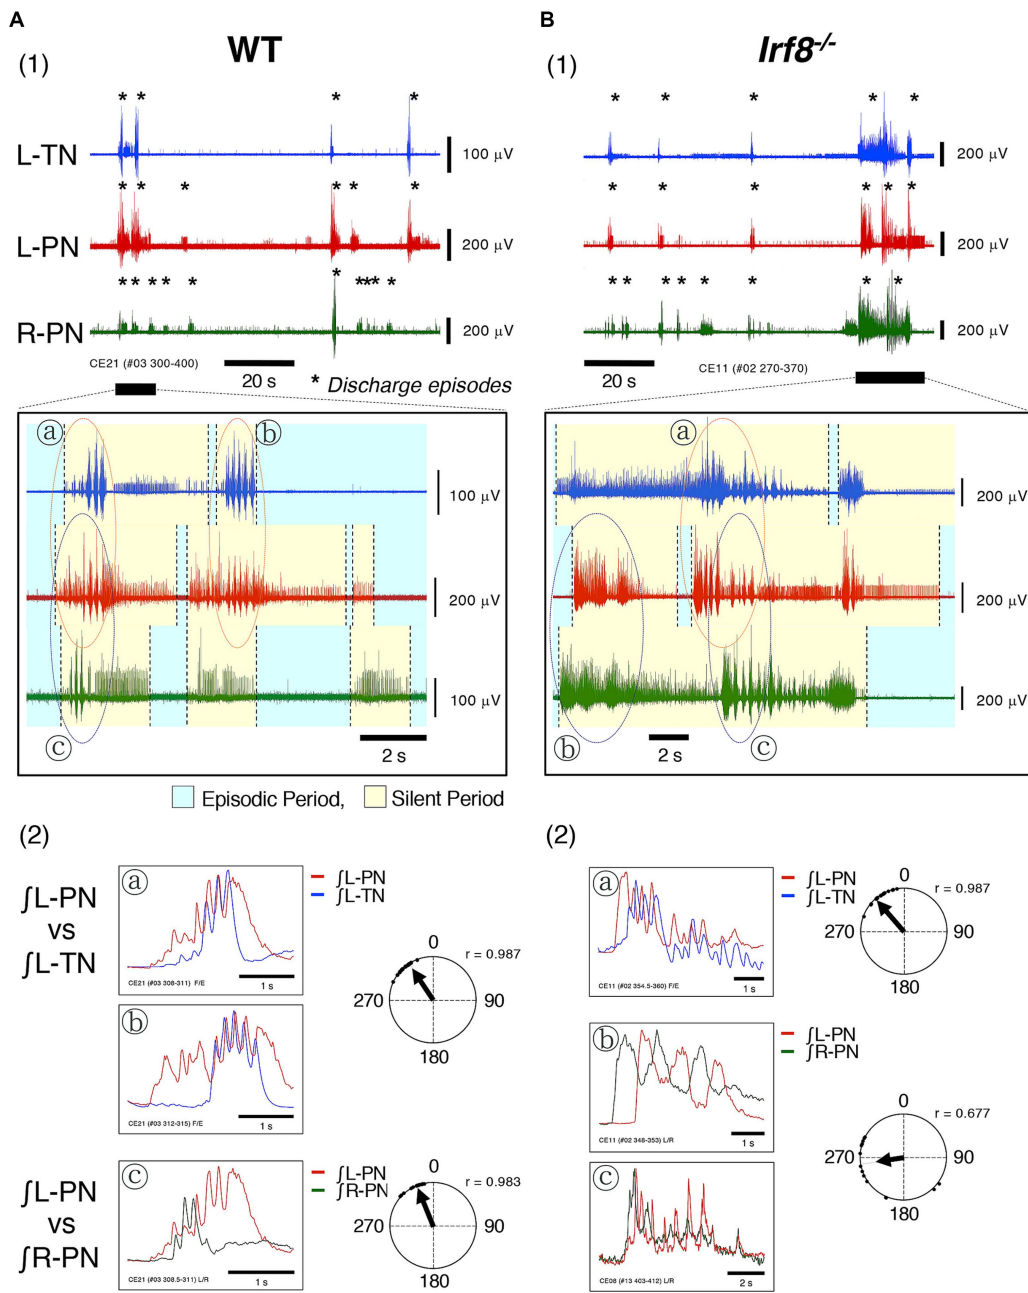 A
WT
(1)
* * * *
L-TN
100 μV
* * * * * *
L-PN
200 μV
* * * * * * * * * *
R-PN
200 μV
CE21 (#03 300-400)
20 s
* Discharge episodes
ⓐ
ⓑ
100 μV
200 μV
100 μV
ⓒ
2 s
B
Irf8-/-
(1)
* * * * *
200 μV
* * * * * *
200 μV
* * * * * * * *
200 μV
20 s
CE11 (#02 270-370)
ⓐ
200 μV
200 μV
200 μV
ⓑ
2 s
ⓒ
Episodic Period,
Silent Period
(2)
∫L-PN
vs
∫L-TN
ⓐ
∫L-PN
∫L-TN
CE21 (#03 308-311) F/E
1 s
ⓑ
CE21 (#03 312-315) F/E
1 s
0
r = 0.987
270
90
180
∫L-PN
vs
∫R-PN
ⓒ
∫L-PN
∫R-PN
CE21 (#03 308.5-311) L/R
1 s
0
r = 0.983
270
90
180
(2)
ⓐ
∫L-PN
∫L-TN
CE11 (#02 354.5-360) F/E
1 s
0
r = 0.987
270
90
180
ⓑ
∫L-PN
∫R-PN
CE11 (#02 348-353) L/R
1 s
ⓒ
CE08 (#13 403-412) L/R
2 s
0
r = 0.677
270
90
180